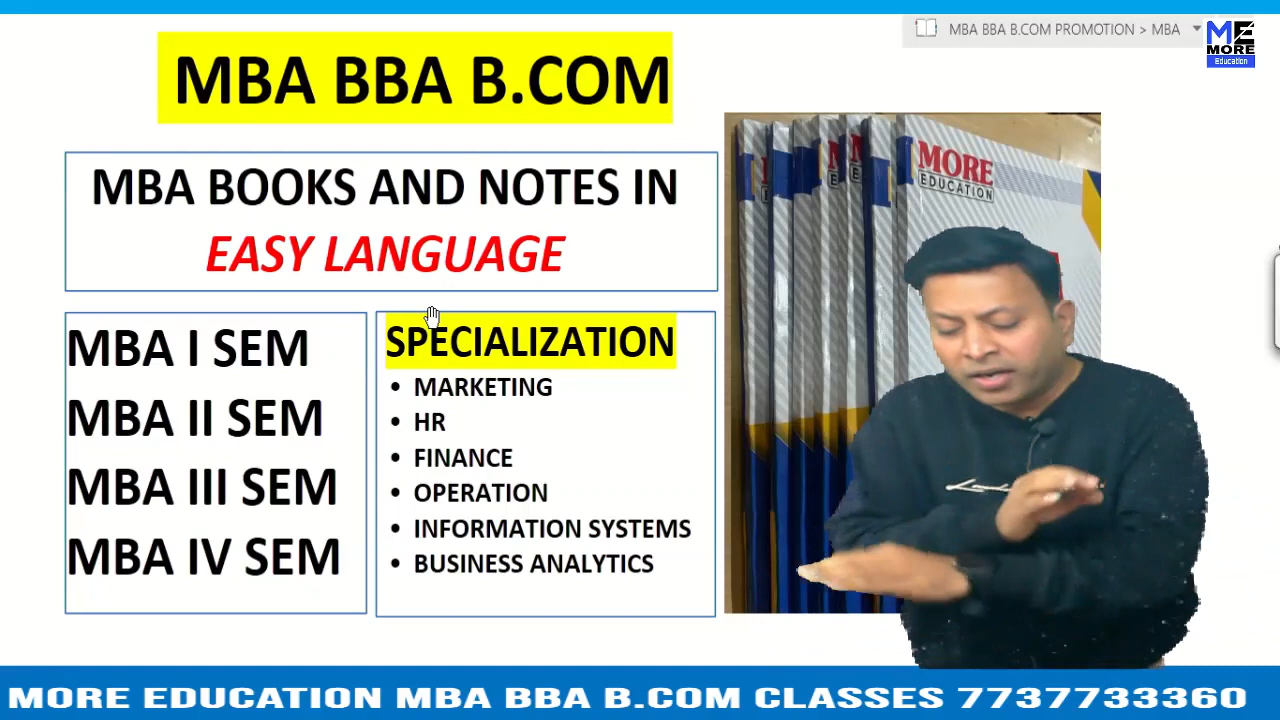 MBA BBA B.COM PROMOTION > MBA
ME
MORE
Education
MBA BBA B.COM
MBA BOOKS AND NOTES IN
EASY LANGUAGE
MORE
EDUCATION
MBA I SEM
MBA II SEM
MBA III SEM
MBA IV SEM
SPECIALIZATION
• MARKETING
• HR
• FINANCE
• OPERATION
• INFORMATION SYSTEMS
• BUSINESS ANALYTICS
MORE EDUCATION MBA BBA B.COM CLASSES 7737733360